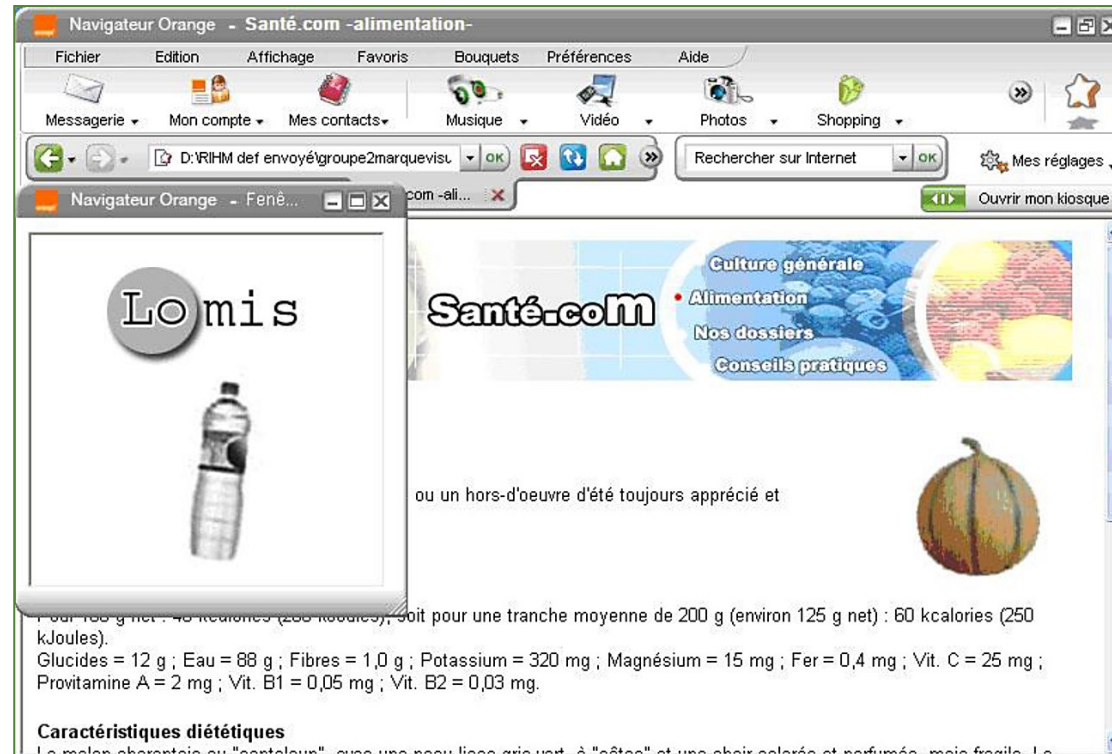 Navigateur Orange - Santé.com -alimentation-
Fichier Edition Affichage Favoris Bouquets Préférences Aide
Messagerie Mon compte Mes contacts Musique Vidéo Photos Shopping
D:\RIHM def envoyé\groupe2marquevisu OK Rechercher sur Internet OK Mes réglages
Navigateur Orange - Fenê... com -ali... Ouvrir mon kiosque
Lomis
Santé.com
Culture générale
• Alimentation
Nos dossiers
Conseils pratiques
ou un hors-d'oeuvre d'été toujours apprécié et
soit pour une tranche moyenne de 200 g (environ 125 g net) : 60 kcalories (250
kJoules).
Glucides = 12 g ; Eau = 88 g ; Fibres = 1,0 g ; Potassium = 320 mg ; Magnésium = 15 mg ; Fer = 0,4 mg ; Vit. C = 25 mg ;
Provitamine A = 2 mg ; Vit. B1 = 0,05 mg ; Vit. B2 = 0,03 mg.
Caractéristiques diététiques